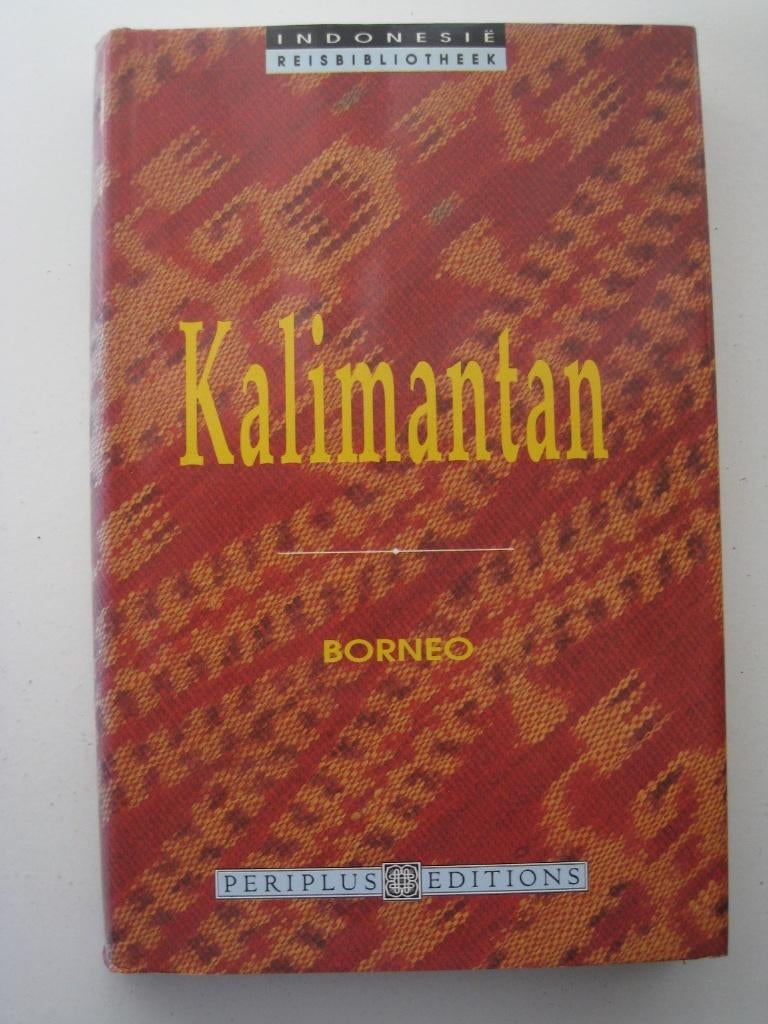 INDONESIË
REISBIBLIOTHEEK
Kalimantan
BORNEO
PERIPLUS EDITIONS